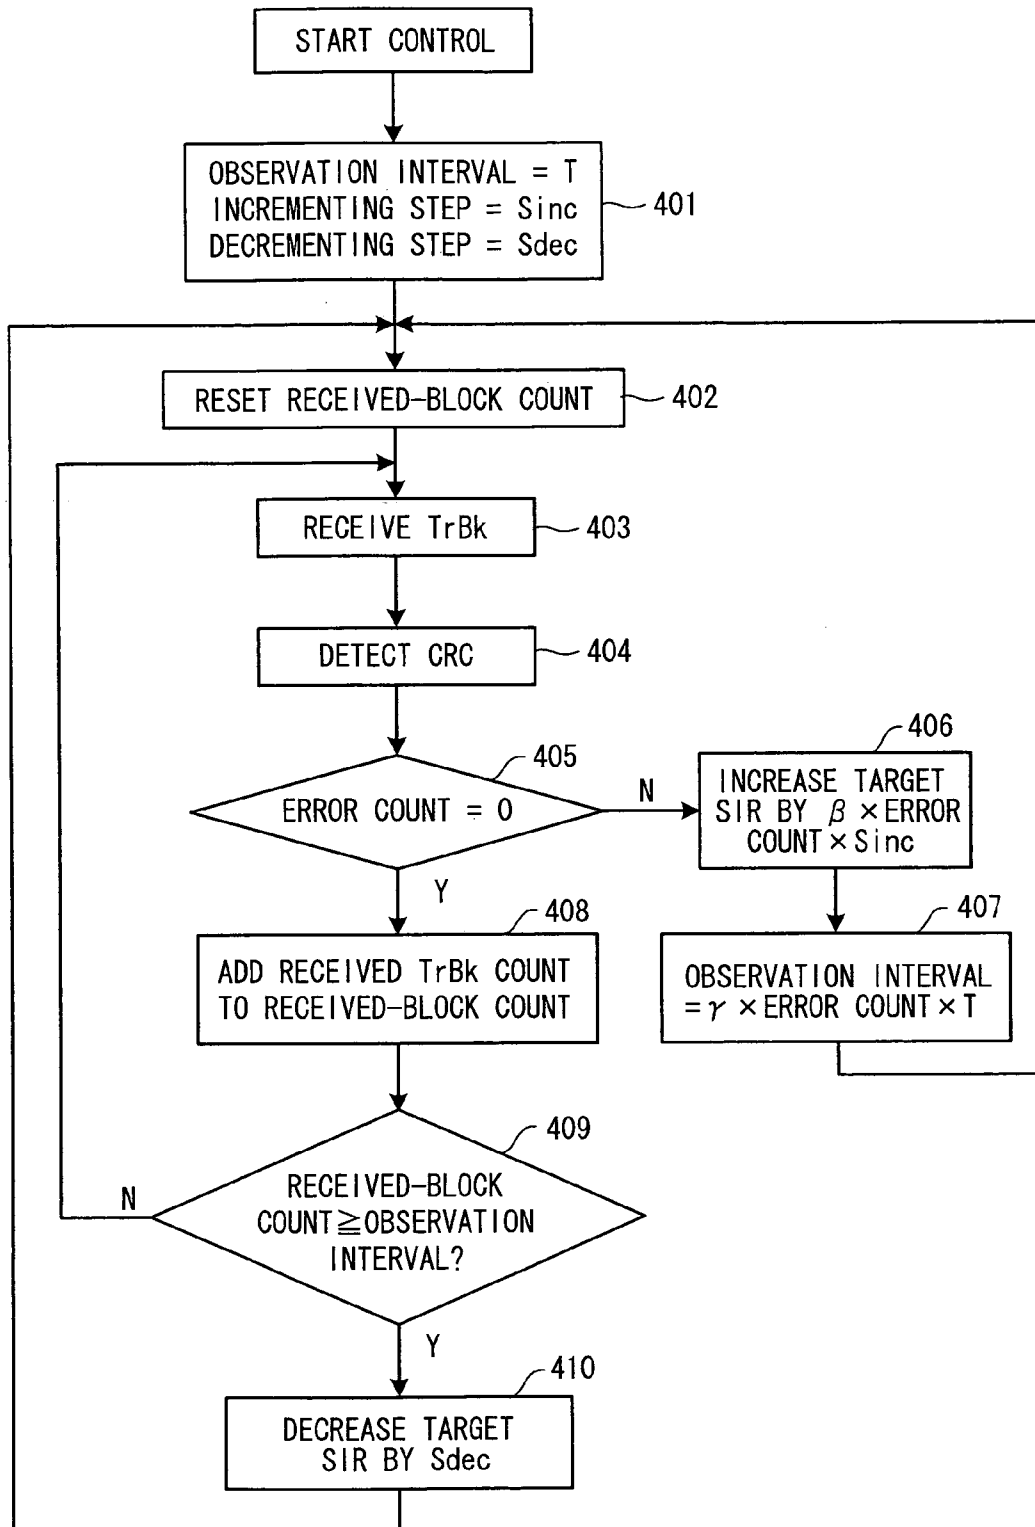 START CONTROL
OBSERVATION INTERVAL = T
INCREMENTING STEP = Sinc
DECREMENTING STEP = Sdec
401
RESET RECEIVED-BLOCK COUNT
402
RECEIVE TrBk
403
DETECT CRC
404
405
ERROR COUNT = 0
N
Y
406
INCREASE TARGET
SIR BY β×ERROR
COUNT×Sinc
407
OBSERVATION INTERVAL
=γ×ERROR COUNT×T
408
ADD RECEIVED TrBk COUNT
TO RECEIVED-BLOCK COUNT
409
RECEIVED-BLOCK
COUNT≧OBSERVATION
INTERVAL?
N
Y
410
DECREASE TARGET
SIR BY Sdec